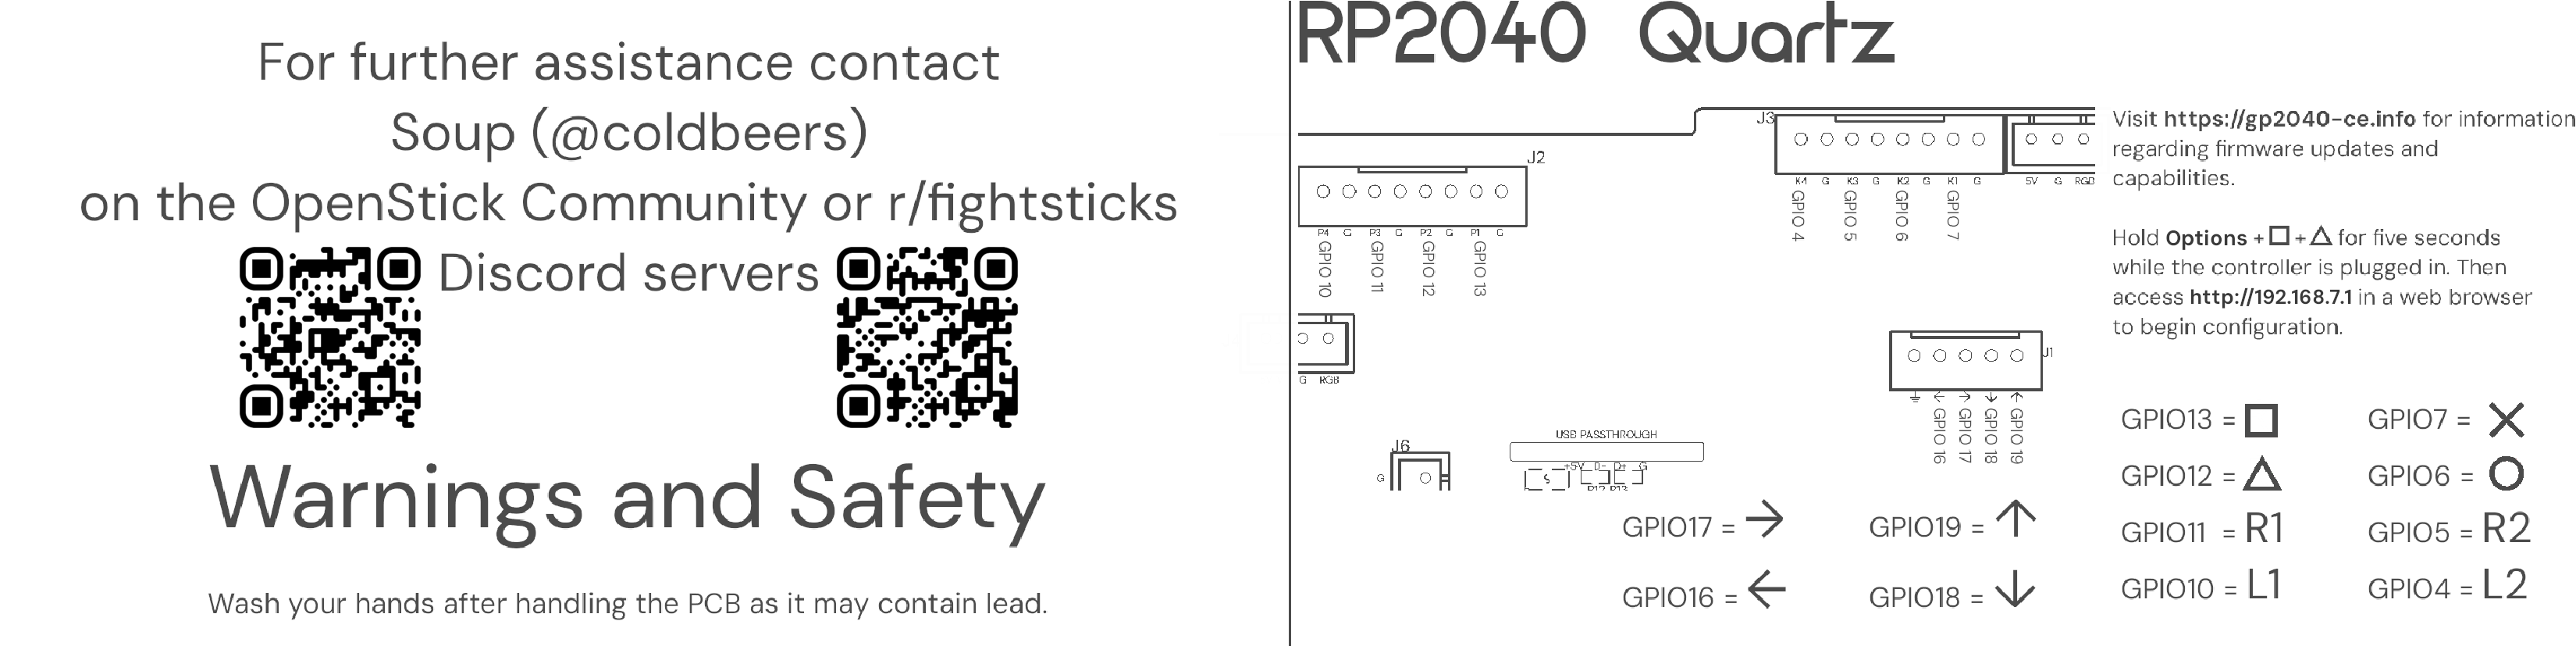 For further assistance contact
Soup (@coldbeers)
on the OpenStick Community or r/fightsticks
Discord servers
Warnings and Safety
Wash your hands after handling the PCB as it may contain lead.
RP2040 Quartz
J3
K4 G K3 G K2 G K1 G
5V G RGB
GPIO 4
GPIO 5
GPIO 6
GPIO 7
J2
P4 G P3 G P2 G P1 G
GPIO 10
GPIO 11
GPIO 12
GPIO 13
G RGB
J1
← → ↓ ↑
GPIO 16
GPIO 17
GPIO 18
GPIO 19
J6
G
USB PASSTHROUGH
+5V D- D+ G
S
R12 R13
GPIO17 = →
GPIO19 = ↑
GPIO16 = ←
GPIO18 = ↓
Visit https://gp2040-ce.info for information
regarding firmware updates and
capabilities.
Hold Options + □ + △ for five seconds
while the controller is plugged in. Then
access http://192.168.7.1 in a web browser
to begin configuration.
GPIO13 = □
GPIO7 = ✕
GPIO12 = △
GPIO6 = ○
GPIO11 = R1
GPIO5 = R2
GPIO10 = L1
GPIO4 = L2